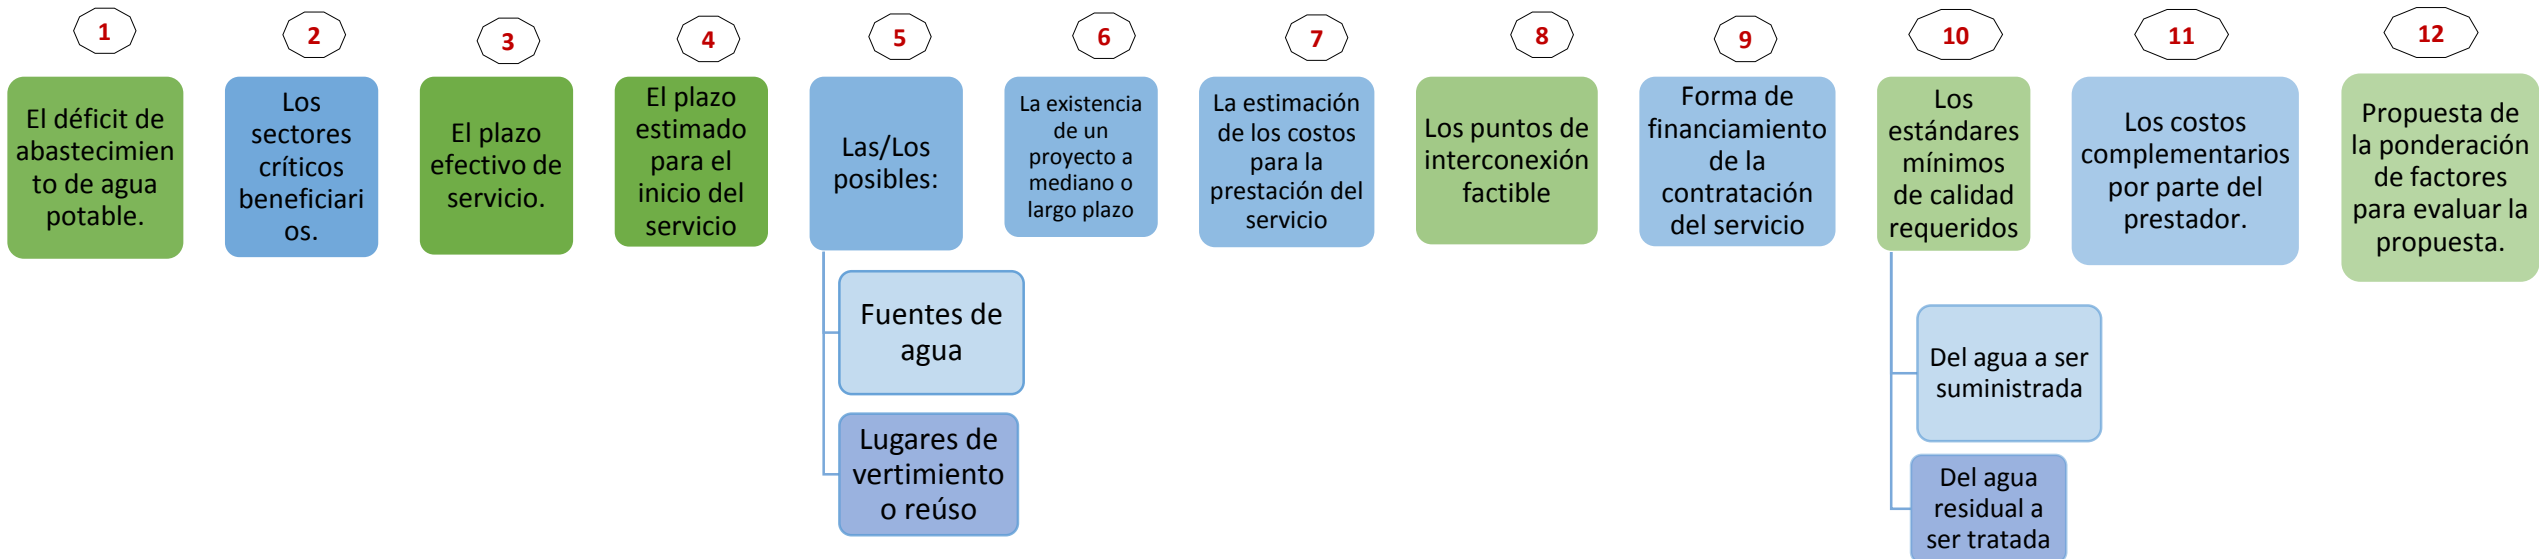 1
El déficit de
abastecimien
to de agua
potable.
2
Los
sectores
críticos
beneficiari
os.
3
El plazo
efectivo de
servicio.
4
El plazo
estimado
para el
inicio del
servicio
5
Las/Los
posibles:
Fuentes de
agua
Lugares de
vertimiento
o reúso
6
La existencia
de un
proyecto a
mediano o
largo plazo
7
La estimación
de los costos
para la
prestación del
servicio
8
Los puntos de
interconexión
factible
9
Forma de
financiamiento
de la
contratación
del servicio
10
Los
estándares
mínimos
de calidad
requeridos
Del agua a ser
suministrada
Del agua
residual a
ser tratada
11
Los costos
complementarios
por parte del
prestador.
12
Propuesta de
la ponderación
de factores
para evaluar la
propuesta.